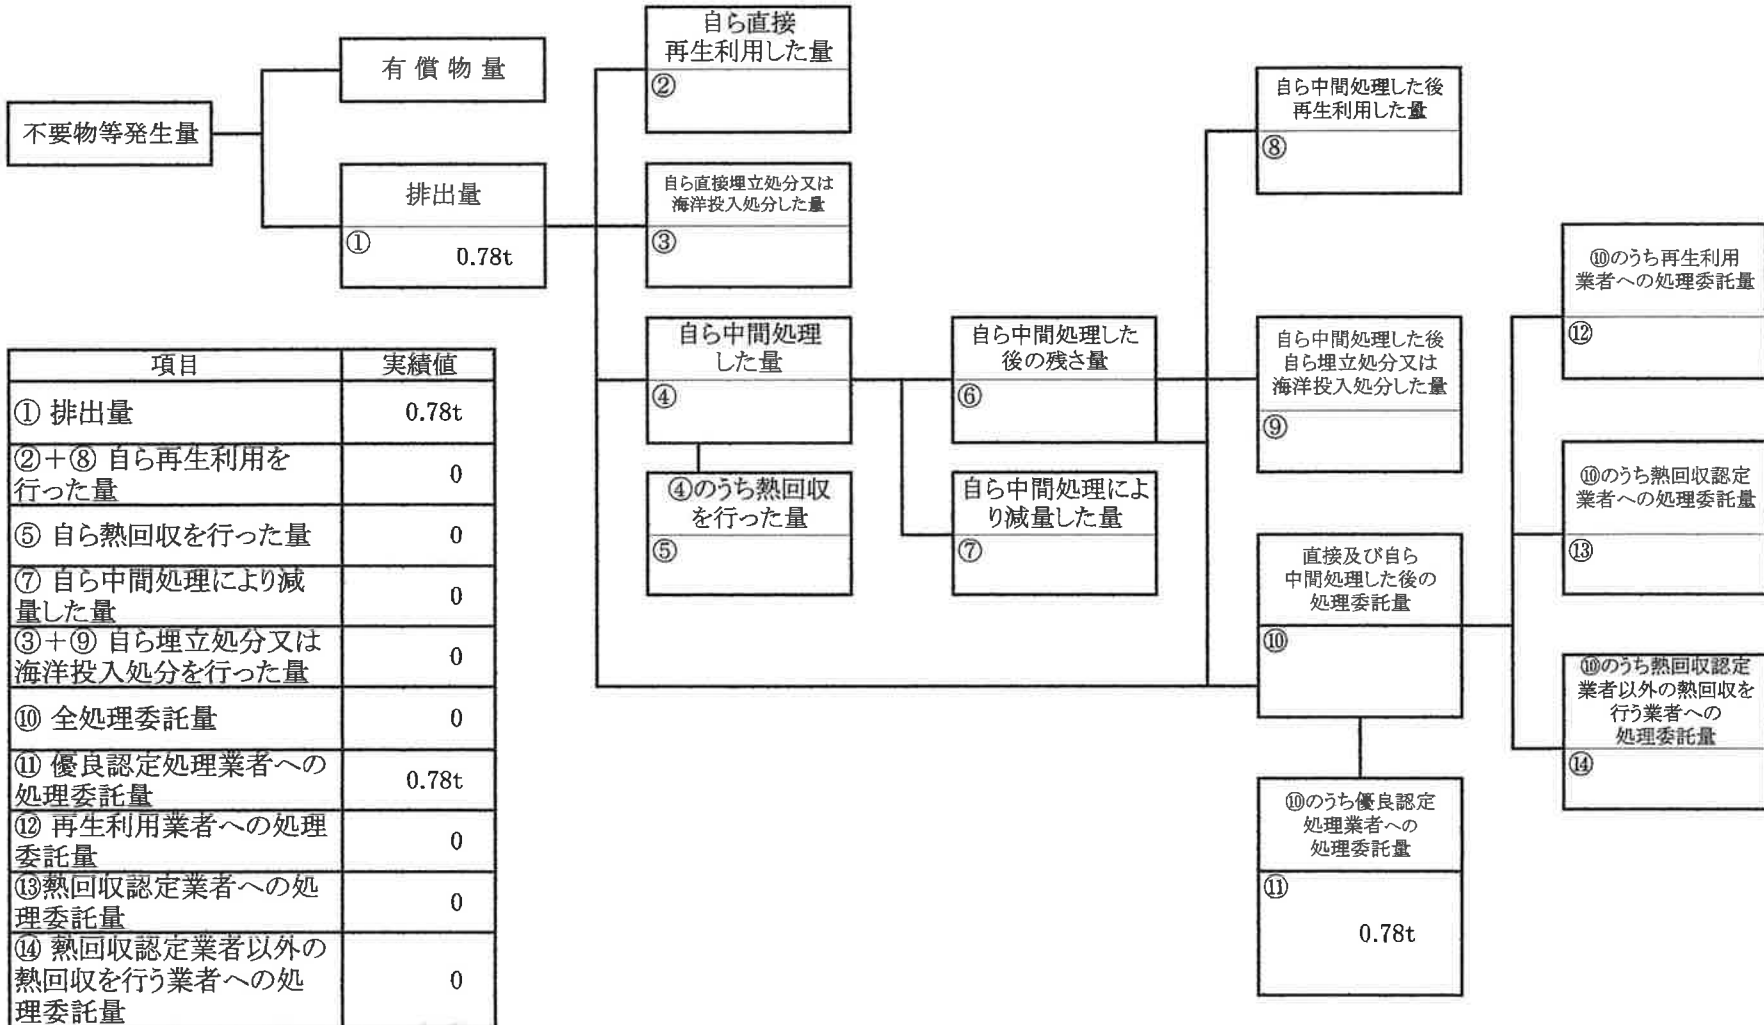 不要物等発生量
有償物量
排出量
①
0.78t
自ら直接
再生利用した量
②
自ら直接埋立処分又は
海洋投入処分した量
③
自ら中間処理
した量
④
④のうち熱回収
を行った量
⑤
自ら中間処理した
後の残さ量
⑥
自ら中間処理によ
り減量した量
⑦
自ら中間処理した後
再生利用した量
⑧
自ら中間処理した後
自ら埋立処分又は
海洋投入処分した量
⑨
直接及び自ら
中間処理した後の
処理委託量
⑩
⑩のうち優良認定
処理業者への
処理委託量
⑪
0.78t
⑩のうち再生利用
業者への処理委託量
⑫
⑩のうち熱回収認定
業者への処理委託量
⑬
⑩のうち熱回収認定
業者以外の熱回収を
行う業者への
処理委託量
⑭
項目 実績値
① 排出量 0.78t
②+⑧ 自ら再生利用を
行った量 0
⑤ 自ら熱回収を行った量 0
⑦ 自ら中間処理により減
量した量 0
③+⑨ 自ら埋立処分又は
海洋投入処分を行った量 0
⑩ 全処理委託量 0
⑪ 優良認定処理業者への
処理委託量 0.78t
⑫ 再生利用業者への処理
委託量 0
⑬熱回収認定業者への処
理委託量 0
⑭ 熱回収認定業者以外の
熱回収を行う業者への処
理委託量 0